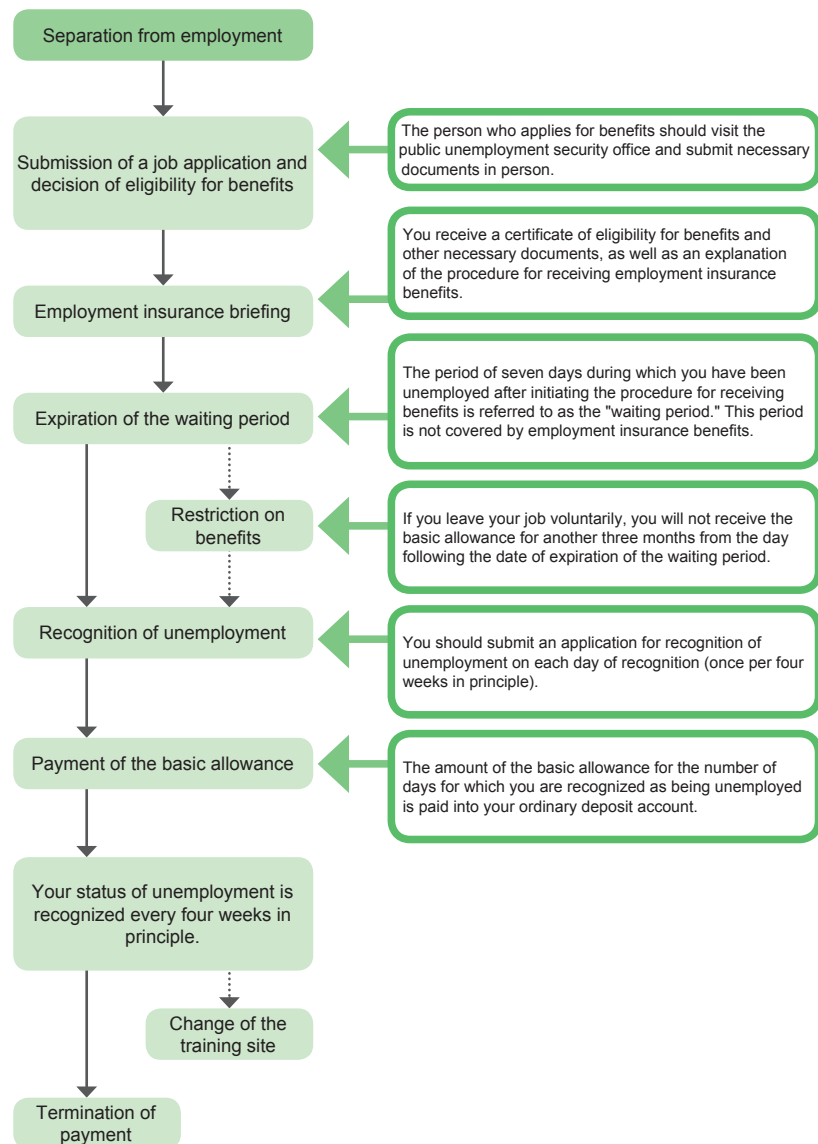 Separation from employment
Submission of a job application and
decision of eligibility for benefits
The person who applies for benefits should visit the
public unemployment security office and submit necessary
documents in person.
Employment insurance briefing
You receive a certificate of eligibility for benefits and
other necessary documents, as well as an explanation
of the procedure for receiving employment insurance
benefits.
Expiration of the waiting period
The period of seven days during which you have been
unemployed after initiating the procedure for receiving
benefits is referred to as the "waiting period." This period
is not covered by employment insurance benefits.
Restriction on
benefits
If you leave your job voluntarily, you will not receive the
basic allowance for another three months from the day
following the date of expiration of the waiting period.
Recognition of unemployment
You should submit an application for recognition of
unemployment on each day of recognition (once per four
weeks in principle).
Payment of the basic allowance
The amount of the basic allowance for the number of
days for which you are recognized as being unemployed
is paid into your ordinary deposit account.
Your status of unemployment is
recognized every four weeks in
principle.
Change of the
training site
Termination of
payment